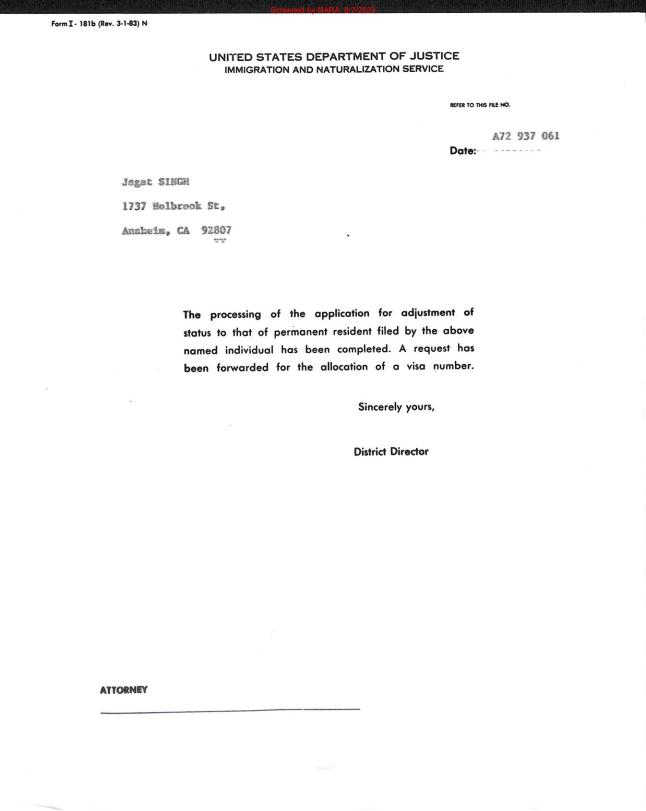 Screened by NARA, 8/7/2023
Form I - 181b (Rev. 3-1-83) N
UNITED STATES DEPARTMENT OF JUSTICE
IMMIGRATION AND NATURALIZATION SERVICE
REFER TO THIS FILE NO.
A72 937 061
Date:
Jagat SINGH
1737 Holbrook St,
Anaheim, CA 92807
The processing of the application for adjustment of
status to that of permanent resident filed by the above
named individual has been completed. A request has
been forwarded for the allocation of a visa number.
Sincerely yours,
District Director
ATTORNEY